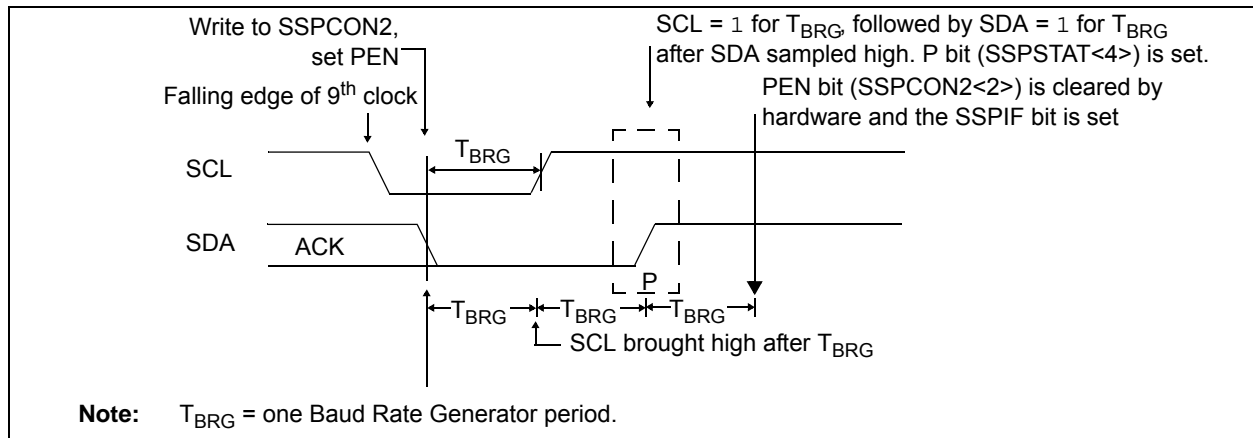 Write to SSPCON2,
set PEN
SCL = 1 for TBRG, followed by SDA = 1 for TBRG
after SDA sampled high. P bit (SSPSTAT<4>) is set.
Falling edge of 9th clock
PEN bit (SSPCON2<2>) is cleared by
hardware and the SSPIF bit is set
TBRG
SCL
SDA
ACK
P
TBRG
TBRG
TBRG
SCL brought high after TBRG
Note: TBRG = one Baud Rate Generator period.